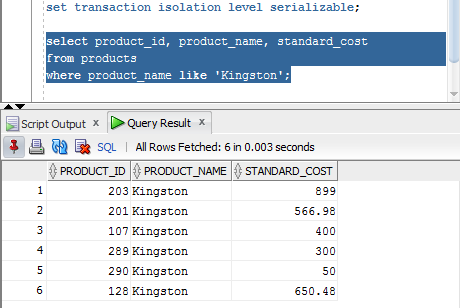 set transaction isolation level serializable;
select product_id, product_name, standard_cost
from products
where product_name like 'Kingston';
Script Output x Query Result x
SQL All Rows Fetched: 6 in 0.003 seconds
PRODUCT_ID PRODUCT_NAME STANDARD_COST
1 203 Kingston 899
2 201 Kingston 566.98
3 107 Kingston 400
4 289 Kingston 300
5 290 Kingston 50
6 128 Kingston 650.48